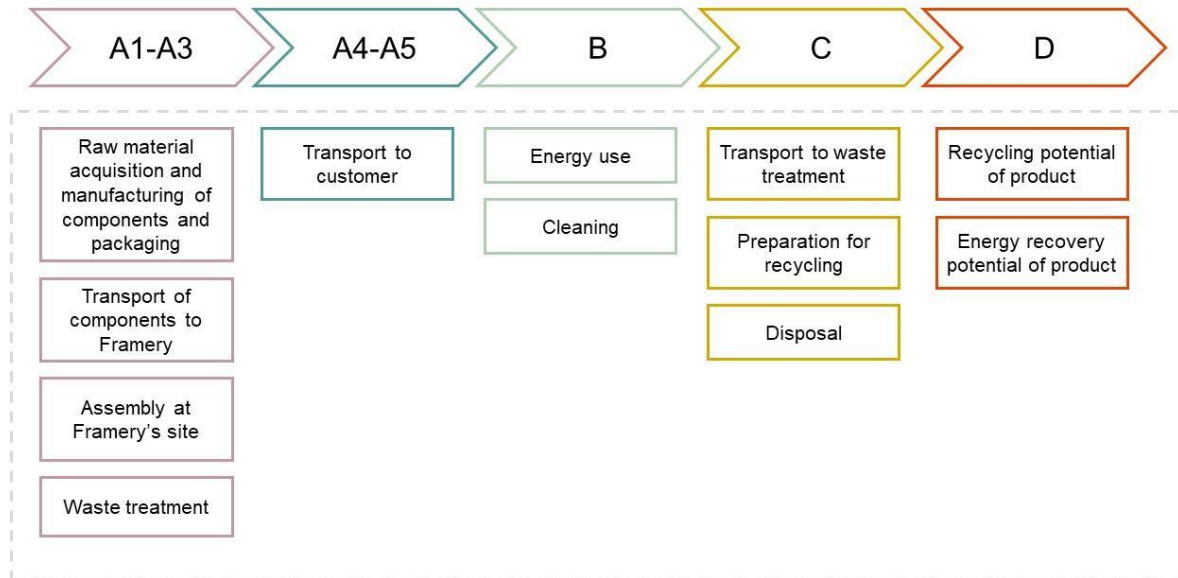 A1-A3
A4-A5
B
C
D
Raw material
acquisition and
manufacturing of
components and
packaging
Transport of
components to
Framery
Assembly at
Framery's site
Waste treatment
Transport to
customer
Energy use
Cleaning
Transport to waste
treatment
Preparation for
recycling
Disposal
Recycling potential
of product
Energy recovery
potential of product